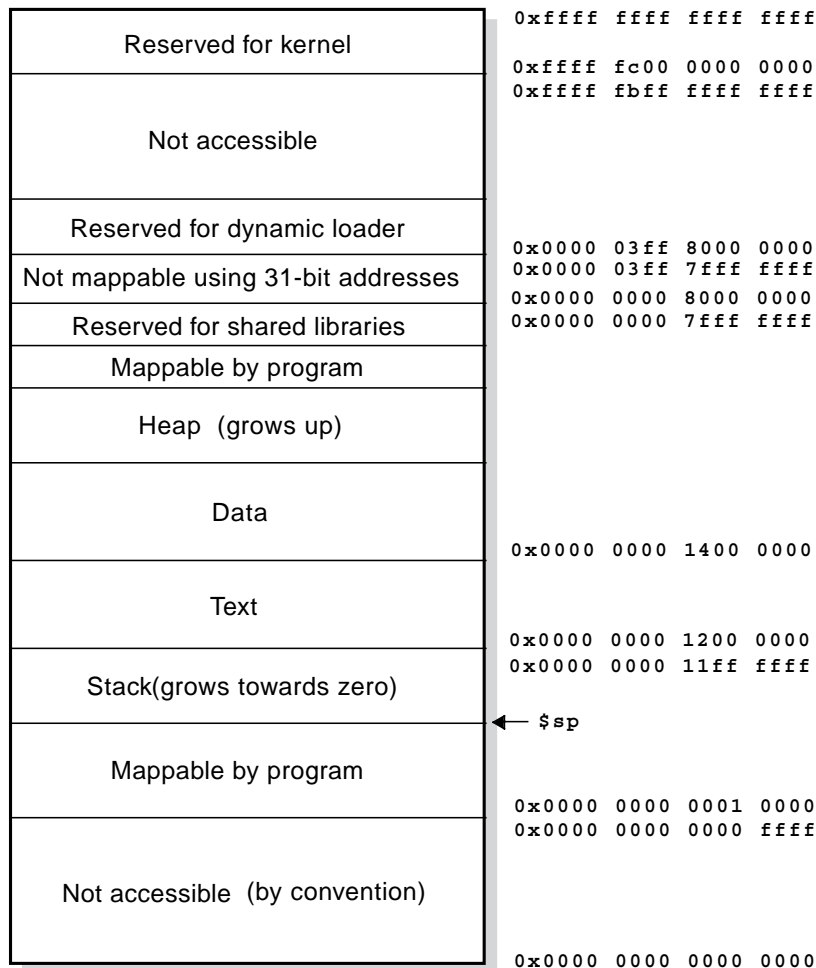 0xffff ffff ffff ffff
Reserved for kernel
0xffff fc00 0000 0000
0xffff fbff ffff ffff
Not accessible
Reserved for dynamic loader
0x0000 03ff 8000 0000
0x0000 03ff 7fff ffff
Not mappable using 31-bit addresses
0x0000 0000 8000 0000
0x0000 0000 7fff ffff
Reserved for shared libraries
Mappable by program
Heap (grows up)
Data
0x0000 0000 1400 0000
Text
0x0000 0000 1200 0000
0x0000 0000 11ff ffff
Stack(grows towards zero)
$sp
Mappable by program
0x0000 0000 0001 0000
0x0000 0000 0000 ffff
Not accessible (by convention)
0x0000 0000 0000 0000